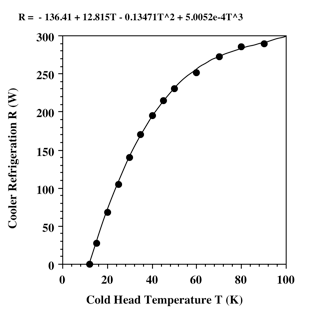 R = - 136.41 + 12.815T - 0.13471T^2 + 5.0052e-4T^3
300
250
200
150
100
50
0
Cooler Refrigeration R (W)
0 20 40 60 80 100
Cold Head Temperature T (K)